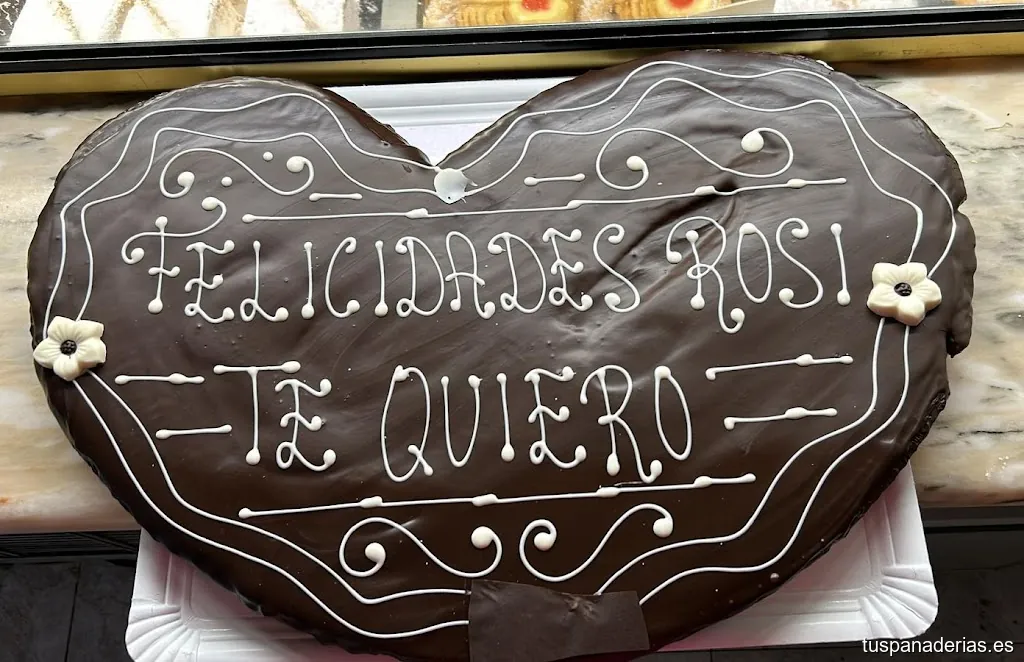 FELICIDADES ROSI
TE QUIERO
tuspanaderias.es